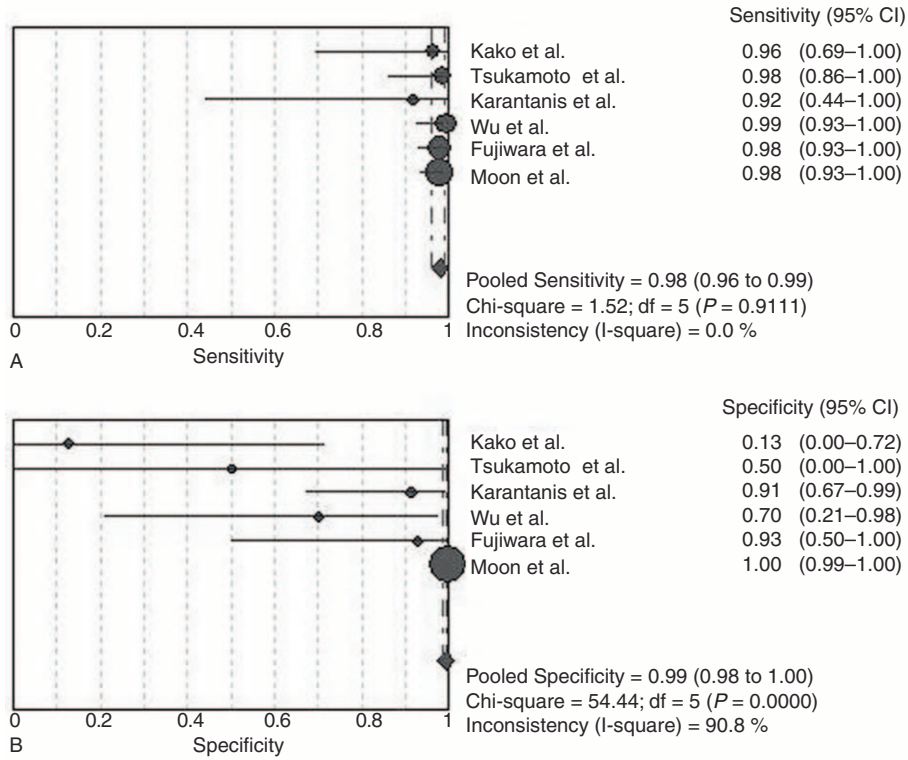 Sensitivity (95% CI)
Kako et al. 0.96 (0.69–1.00)
Tsukamoto et al. 0.98 (0.86–1.00)
Karantanis et al. 0.92 (0.44–1.00)
Wu et al. 0.99 (0.93–1.00)
Fujiwara et al. 0.98 (0.93–1.00)
Moon et al. 0.98 (0.93–1.00)
Pooled Sensitivity = 0.98 (0.96 to 0.99)
Chi-square = 1.52; df = 5 (P = 0.9111)
Inconsistency (I-square) = 0.0 %
0 0.2 0.4 0.6 0.8 1
Sensitivity
A
Specificity (95% CI)
Kako et al. 0.13 (0.00–0.72)
Tsukamoto et al. 0.50 (0.00–1.00)
Karantanis et al. 0.91 (0.67–0.99)
Wu et al. 0.70 (0.21–0.98)
Fujiwara et al. 0.93 (0.50–1.00)
Moon et al. 1.00 (0.99–1.00)
Pooled Specificity = 0.99 (0.98 to 1.00)
Chi-square = 54.44; df = 5 (P = 0.0000)
Inconsistency (I-square) = 90.8 %
0 0.2 0.4 0.6 0.8 1
Specificity
B